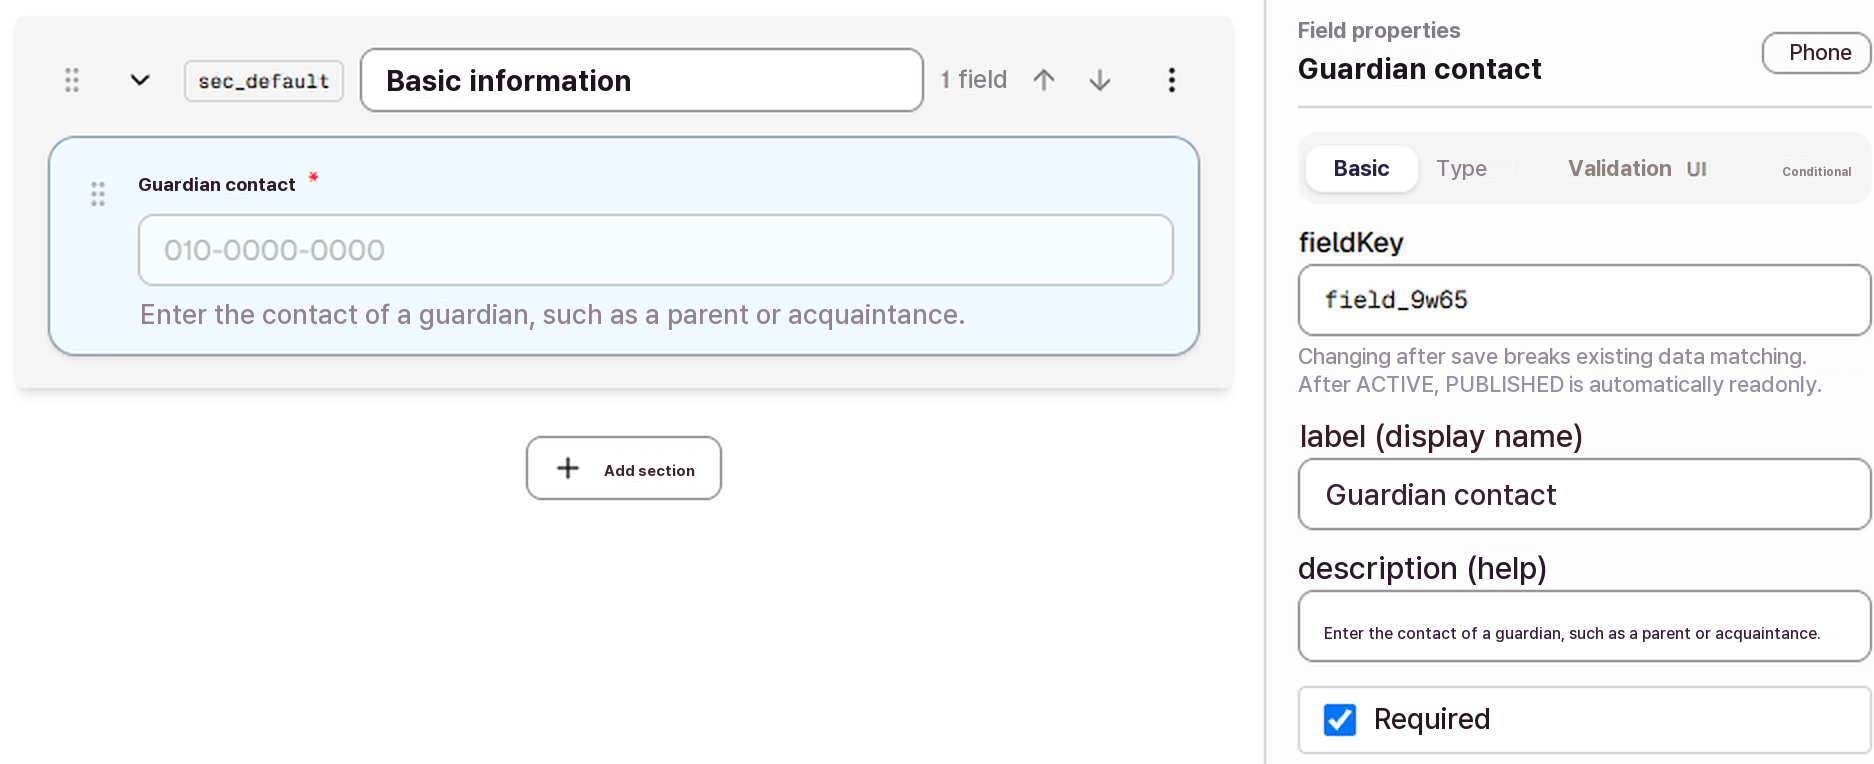 sec_default
Basic information
1 field
Guardian contact *
010-0000-0000
Enter the contact of a guardian, such as a parent or acquaintance.
Add section
Field properties
Guardian contact
Phone
Basic
Type
Validation
UI
Conditional
fieldKey
field_9w65
Changing after save breaks existing data matching.
After ACTIVE, PUBLISHED is automatically readonly.
label (display name)
Guardian contact
description (help)
Enter the contact of a guardian, such as a parent or acquaintance.
Required